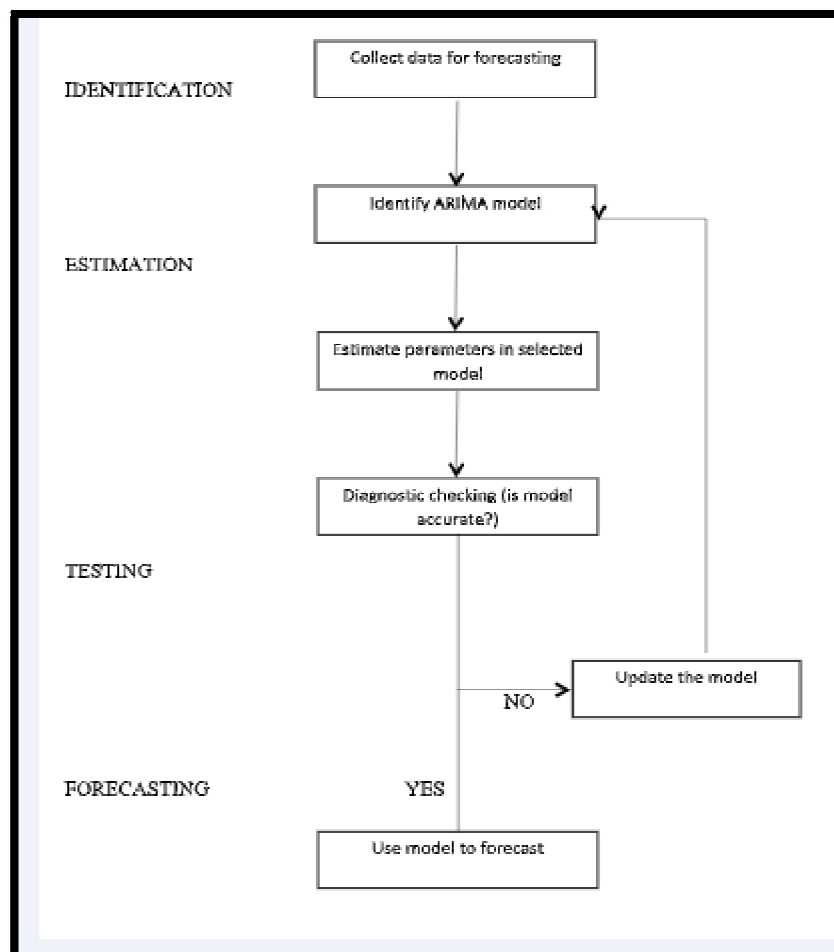 Collect data for forecasting
IDENTIFICATION
Identify ARIMA model
ESTIMATION
Estimate parameters in selected
model
Diagnostic checking (is model
accurate?)
TESTING
Update the model
NO
FORECASTING
YES
Use model to forecast